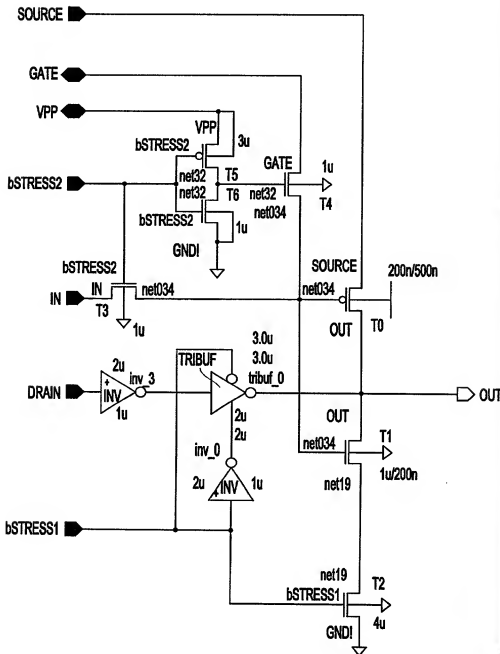 SOURCE
GATE
VPP
VPP
3u
bSTRESS2
GATE
1u
net32
T5
bSTRESS2
net32
T6
net32
T4
bSTRESS2
net034
1u
GND!
SOURCE
bSTRESS2
200n/500n
IN
IN
net034
net034
T3
OUT
T0
1u
3.0u
3.0u
2u
TRIBUF
tribuf_0
inv_3
DRAIN
+
INV
OUT
1u
2u
OUT
2u
T1
inv_0
net034
2u
+
INV
1u
1u/200n
net19
bSTRESS1
net19
T2
bSTRESS1
4u
GND!